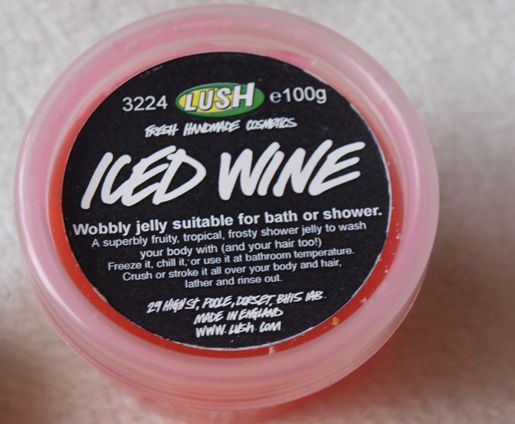 3224 LUSH e100g
FRESH HANDMADE COSMETICS
ICED WINE
Wobbly jelly suitable for bath or shower.
A superbly fruity, tropical, frosty shower jelly to wash
your body with (and your hair too!)
Freeze it, chill it, or use it at bathroom temperature.
Crush or stroke it all over your body and hair,
lather and rinse out.
29 HIGH ST, POOLE, DORSET, BH15 1AB.
MADE IN ENGLAND
WWW.LUSH.COM